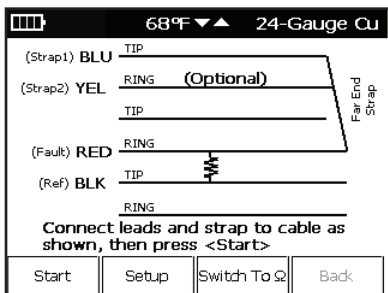 68°F ▼▲ 24-Gauge Cu
(Strap1) BLU TIP
(Strap2) YEL RING (Optional)
TIP
Far End Strap
(Fault) RED RING
(Ref) BLK TIP
RING
Connect leads and strap to cable as
shown, then press <Start>
Start Setup Switch To Ω Back